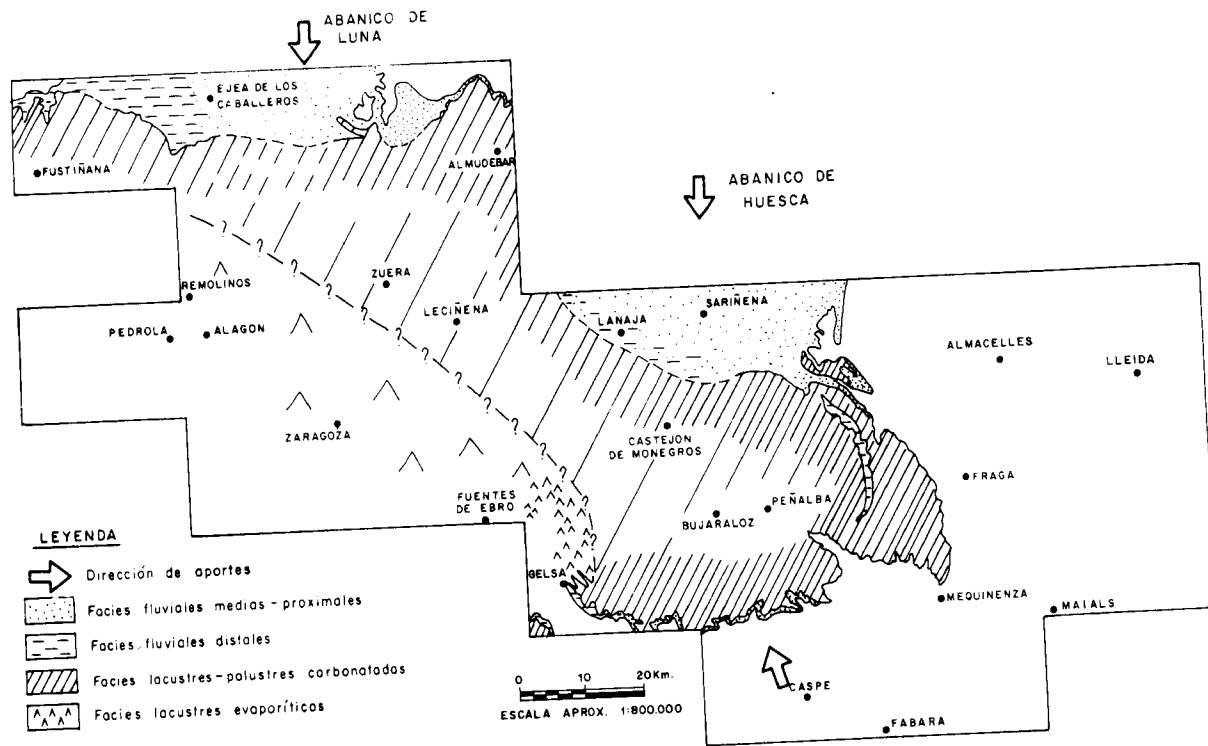 ABANICO DE
LUNA
EJEA DE LOS
CABALLEROS
FUSTIÑANA
ALMUDEBAR
ABANICO DE
HUESCA
?
?
?
?
?
?
?
?
?
?
?
?
?
REMOLINOS
ZUERA
PEDROLA
ALAGON
LECIÑENA
LANAJA
SARIÑENA
ALMACELLES
LLEIDA
ZARAGOZA
CASTEJON
DE MONEGROS
FRAGA
FUENTES
DE EBRO
BUJARALOZ
PEÑALBA
GELSA
MEQUINENZA
MAIALS
CASPE
FABARA
LEYENDA
Dirección de aportes
Facies fluviales medias-proximales
Facies fluviales distales
Facies lacustres-palustres carbonatadas
Facies lacustres evaporíticas
0 10 20Km.
ESCALA APROX. 1:800.000